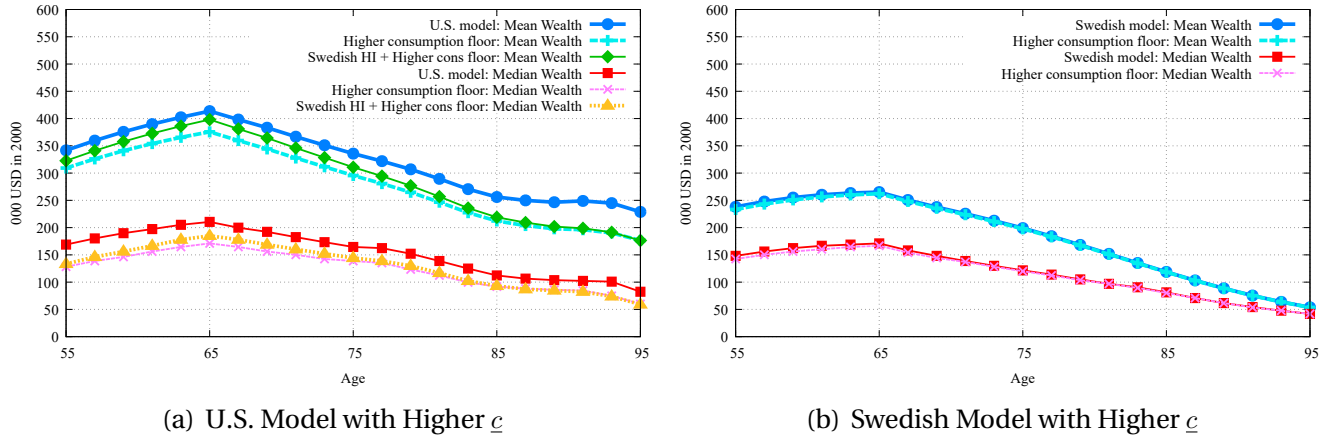 600
550
500
450
400
350
300
250
200
150
100
50
0
000 USD in 2000
55
65
75
85
95
Age
U.S. model: Mean Wealth
Higher consumption floor: Mean Wealth
Swedish HI + Higher cons floor: Mean Wealth
U.S. model: Median Wealth
Higher consumption floor: Median Wealth
Swedish HI + Higher cons floor: Median Wealth
(a) U.S. Model with Higher c
600
550
500
450
400
350
300
250
200
150
100
50
0
000 USD in 2000
55
65
75
85
95
Age
Swedish model: Mean Wealth
Higher consumption floor: Mean Wealth
Swedish model: Median Wealth
Higher consumption floor: Median Wealth
(b) Swedish Model with Higher c